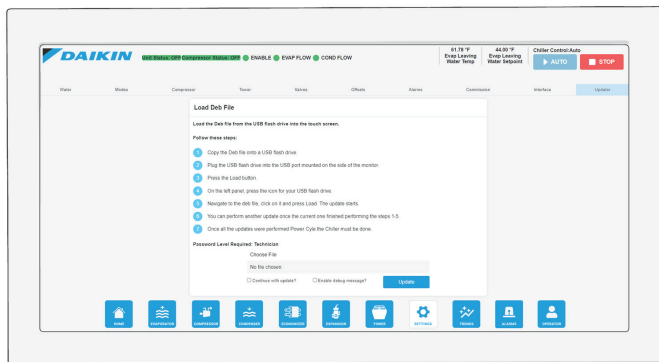 DAIKIN
Unit Status: OFF Compressor Status: OFF ENABLE EVAP FLOW COND FLOW
61.78 °F
Evap Leaving
Water Temp
44.00 °F
Evap Leaving
Water Setpoint
Chiller Control:Auto
AUTO
STOP
Water Modes Compressor Tower Valves Offsets Alarms Commission Interface Updater
Load Deb File
Load the Deb file from the USB flash drive into the touch screen.
Follow these steps:
1 Copy the Deb file onto a USB flash drive.
2 Plug the USB flash drive into the USB port mounted on the side of the monitor.
3 Press the Load button.
4 On the left panel, press the icon for your USB flash drive.
5 Navigate to the deb file, click on it and press Load. The update starts.
6 You can perform another update once the current one finished performing the steps 1-5.
7 Once all the updates were performed Power Cyle the Chiller must be done.
Password Level Required: Technician
Choose File
No file chosen
Continue with update? Enable debug message? Update
HOME EVAPORATOR COMPRESSOR CONDENSER ECONOMIZER EXPANSION POWER SETTINGS TRENDS ALARMS OPERATOR